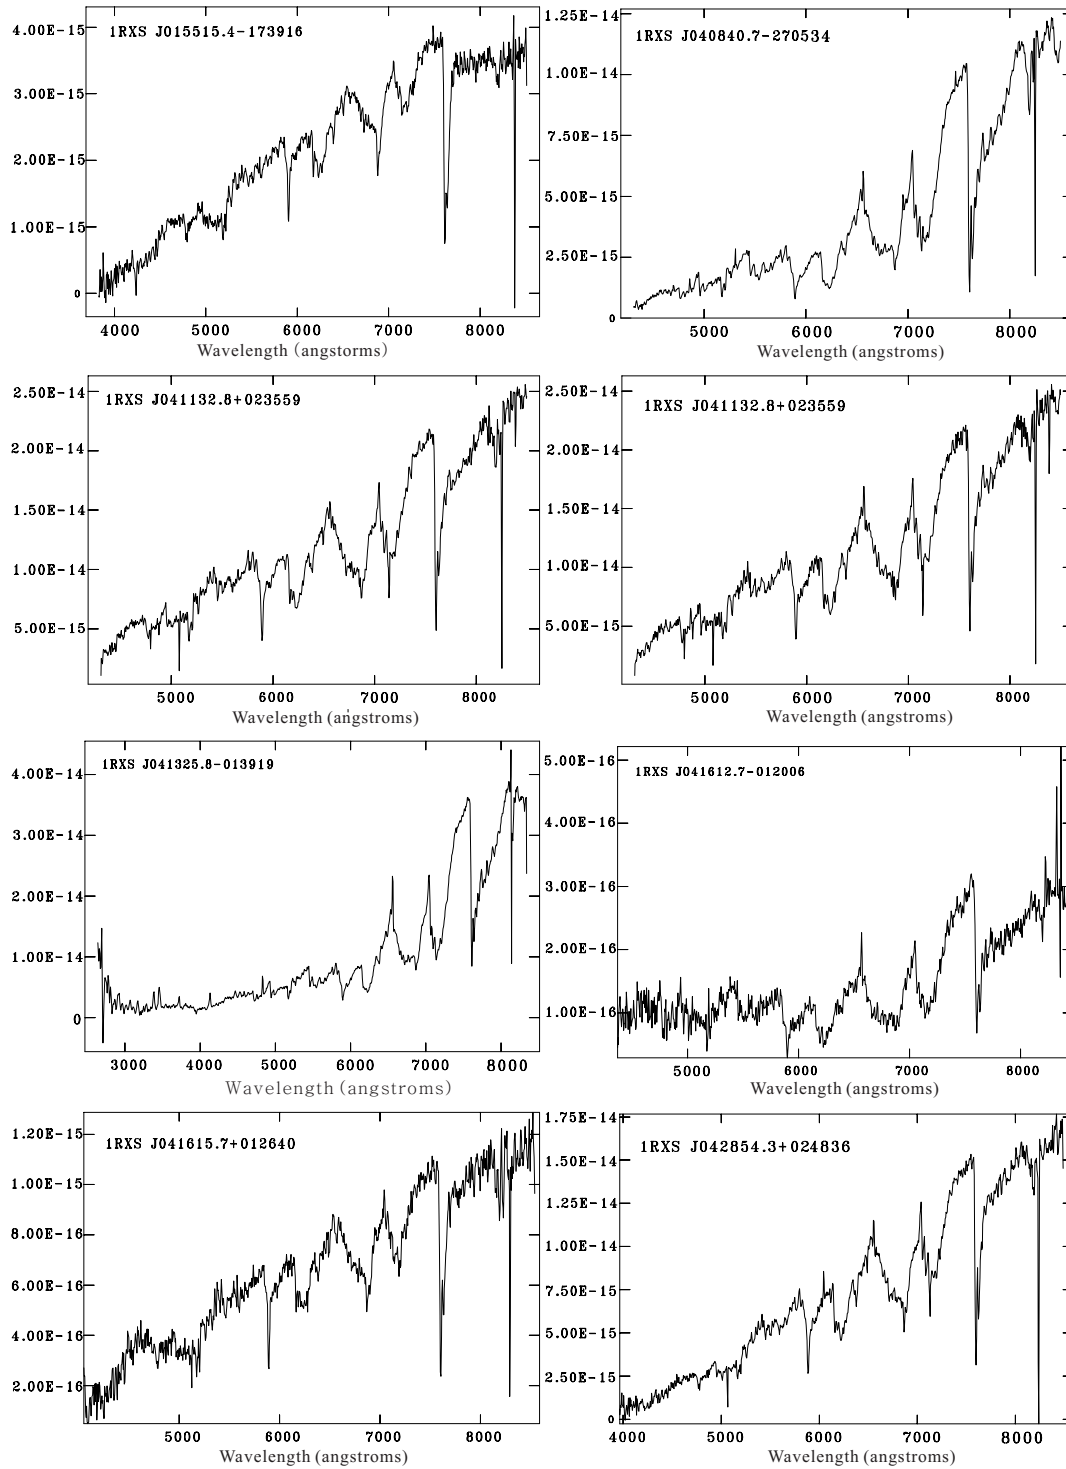 1RXS J015515.4-173916
4.00E-15
3.00E-15
2.00E-15
1.00E-15
0
4000 5000 6000 7000 8000
Wavelength (angstorms)
1RXS J040840.7-270534
1.25E-14
1.00E-14
7.50E-15
5.00E-15
2.50E-15
0
5000 6000 7000 8000
Wavelength (angstroms)
1RXS J041132.8+023559
2.50E-14
2.00E-14
1.50E-14
1.00E-14
5.00E-15
5000 6000 7000 8000
Wavelength (angstroms)
1RXS J041132.8+023559
2.50E-14
2.00E-14
1.50E-14
1.00E-14
5.00E-15
5000 6000 7000 8000
Wavelength (angstroms)
1RXS J041325.8-013919
4.00E-14
3.00E-14
2.00E-14
1.00E-14
0
3000 4000 5000 6000 7000 8000
Wavelength (angstroms)
1RXS J041612.7-012006
5.00E-16
4.00E-16
3.00E-16
2.00E-16
1.00E-16
5000 6000 7000 8000
Wavelength (angstroms)
1RXS J041615.7+012640
1.20E-15
1.00E-15
8.00E-16
6.00E-16
4.00E-16
2.00E-16
5000 6000 7000 8000
Wavelength (angstroms)
1RXS J042854.3+024836
1.75E-14
1.50E-14
1.25E-14
1.00E-14
7.50E-15
5.00E-15
2.50E-15
0
4000 5000 6000 7000 8000
Wavelength (angstroms)